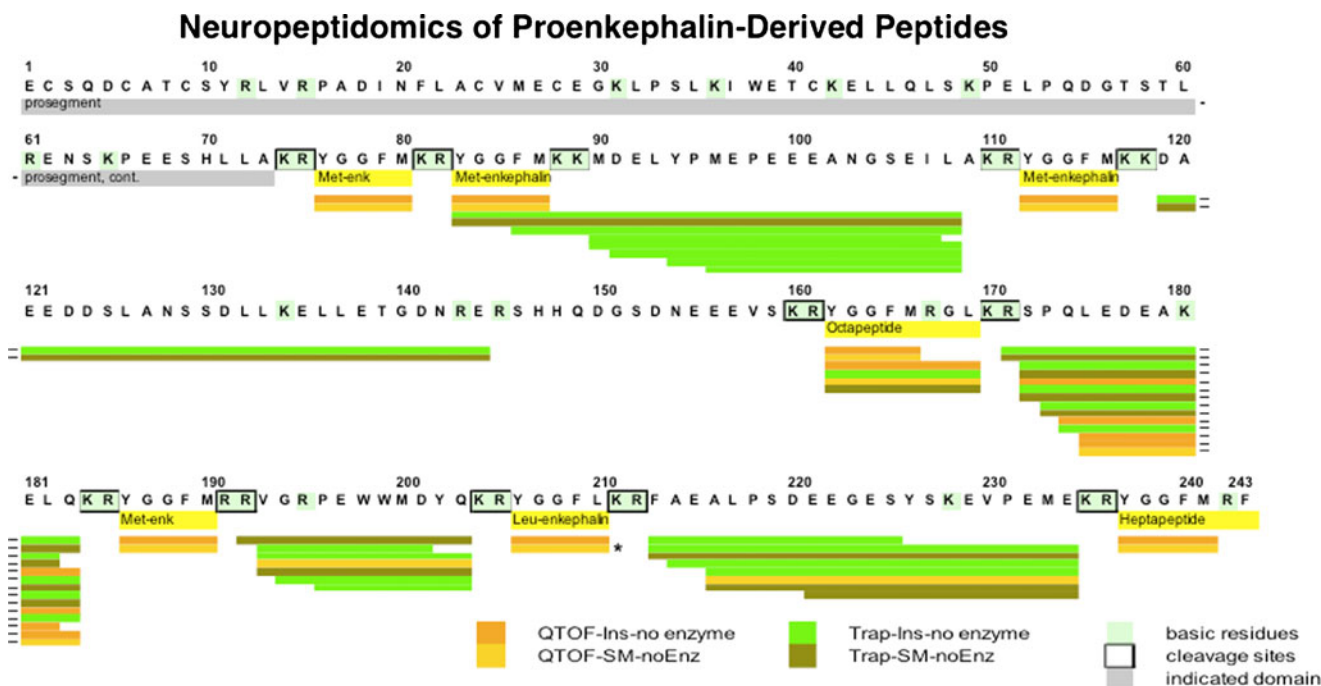 Neuropeptidomics of Proenkephalin-Derived Peptides
1 10 20 30 40 50 60
E C S Q D C A T C S Y R L V R P A D I N F L A C V M E C E G K L P S L K I W E T C K E L L Q L S K P E L P Q D G T S T L
prosegment -
61 70 80 90 100 110 120
R E N S K P E E S H L L A K R Y G G F M K R Y G G F M K K M D E L Y P M E P E E E A N G S E I L A K R Y G G F M K K D A
- prosegment, cont. Met-enk Met-enkephalin Met-enkephalin
121 130 140 150 160 170 180
E E D D S L A N S S D L L K E L L E T G D N R E R S H H Q D G S D N E E E V S K R Y G G F M R G L K R S P Q L E D E A K
Octapeptide
181 190 200 210 220 230 240 243
E L Q K R Y G G F M R R V G R P E W W M D Y Q K R Y G G F L K R F A E A L P S D E E G E S Y S K E V P E M E K R Y G G F M R F
Met-enk Leu-enkephalin Heptapeptide
*
QTOF-Ins-no enzyme Trap-Ins-no enzyme basic residues
QTOF-SM-noEnz Trap-SM-noEnz cleavage sites
indicated domain